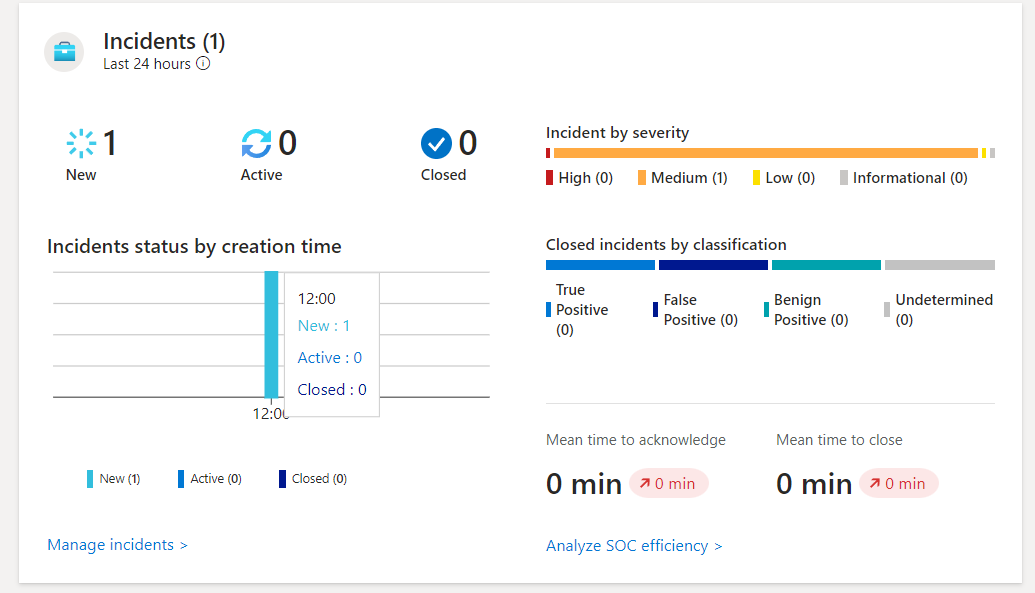 Incidents (1)
Last 24 hours
1
New
0
Active
0
Closed
Incident by severity
High (0) Medium (1) Low (0) Informational (0)
Incidents status by creation time
12:00
New : 1
Active : 0
Closed : 0
12:00
New (1) Active (0) Closed (0)
Manage incidents >
Closed incidents by classification
True
Positive
(0)
False
Positive (0)
Benign
Positive (0)
Undetermined
(0)
Mean time to acknowledge
0 min 0 min
Mean time to close
0 min 0 min
Analyze SOC efficiency >